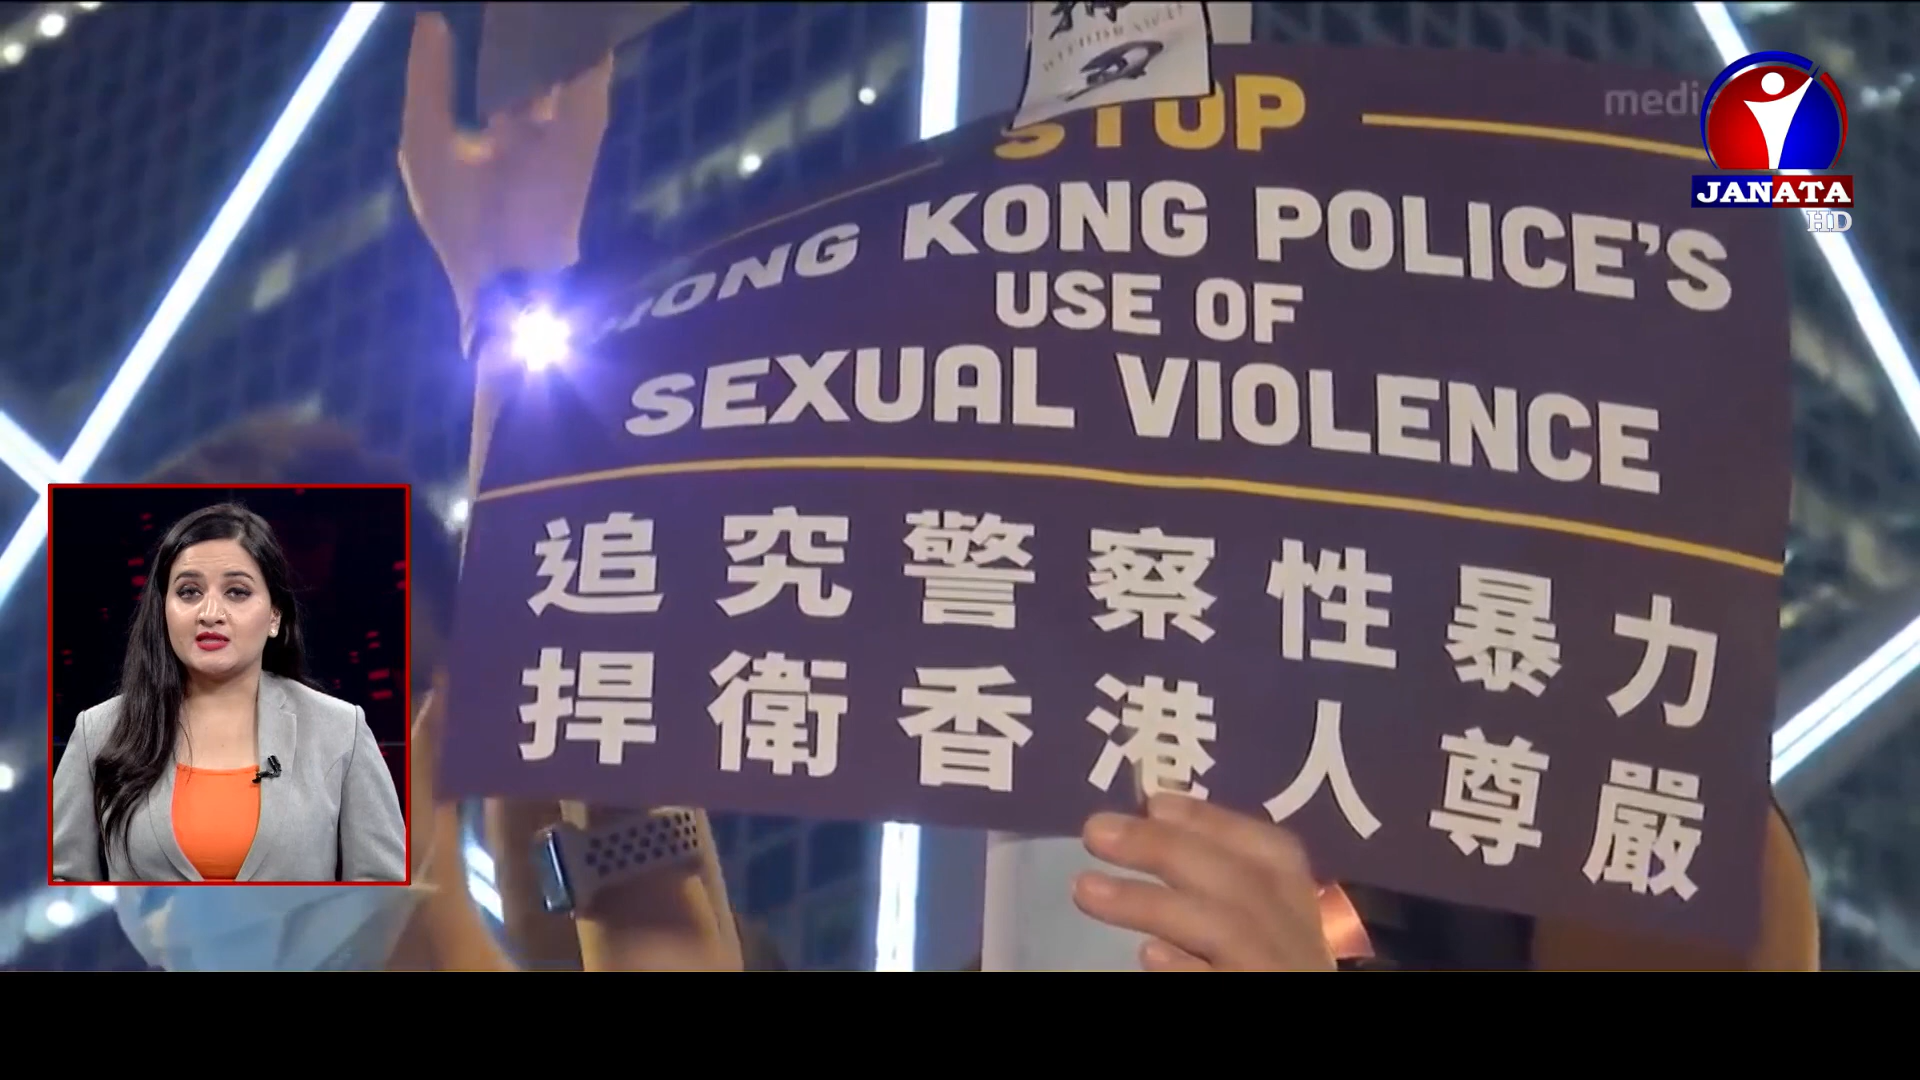 STOP
HONG KONG POLICE'S
USE OF
SEXUAL VIOLENCE
追究警察性暴力
捍衛香港人尊嚴
medi
JANATA
HD